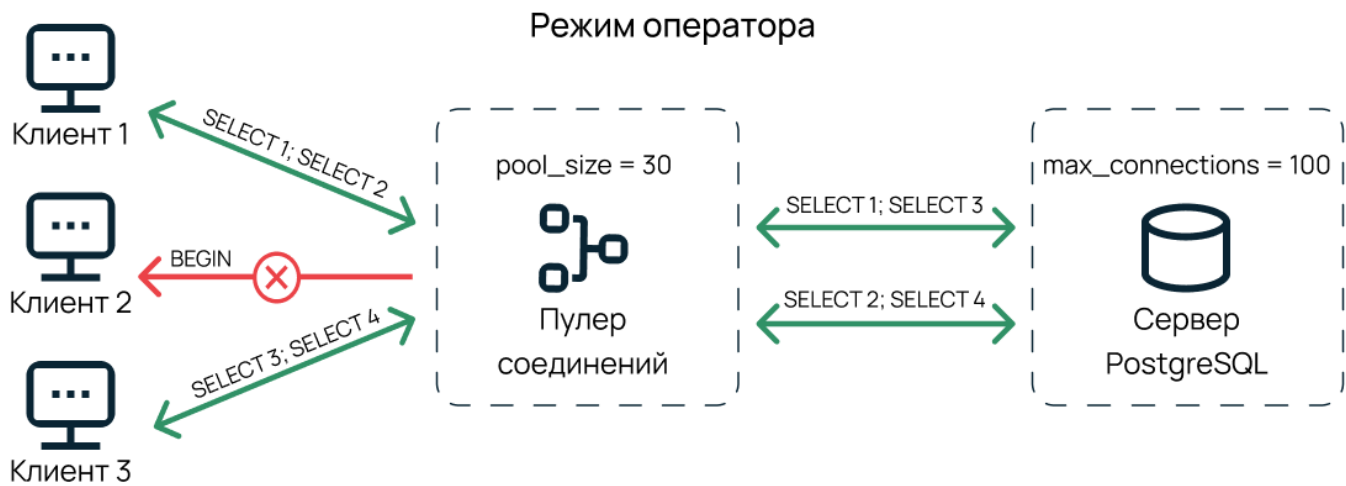 Режим оператора
Клиент 1
SELECT 1; SELECT 2
Клиент 2
BEGIN
Клиент 3
SELECT 3; SELECT 4
pool_size = 30
Пулер
соединений
SELECT 1; SELECT 3
SELECT 2; SELECT 4
max_connections = 100
Сервер
PostgreSQL